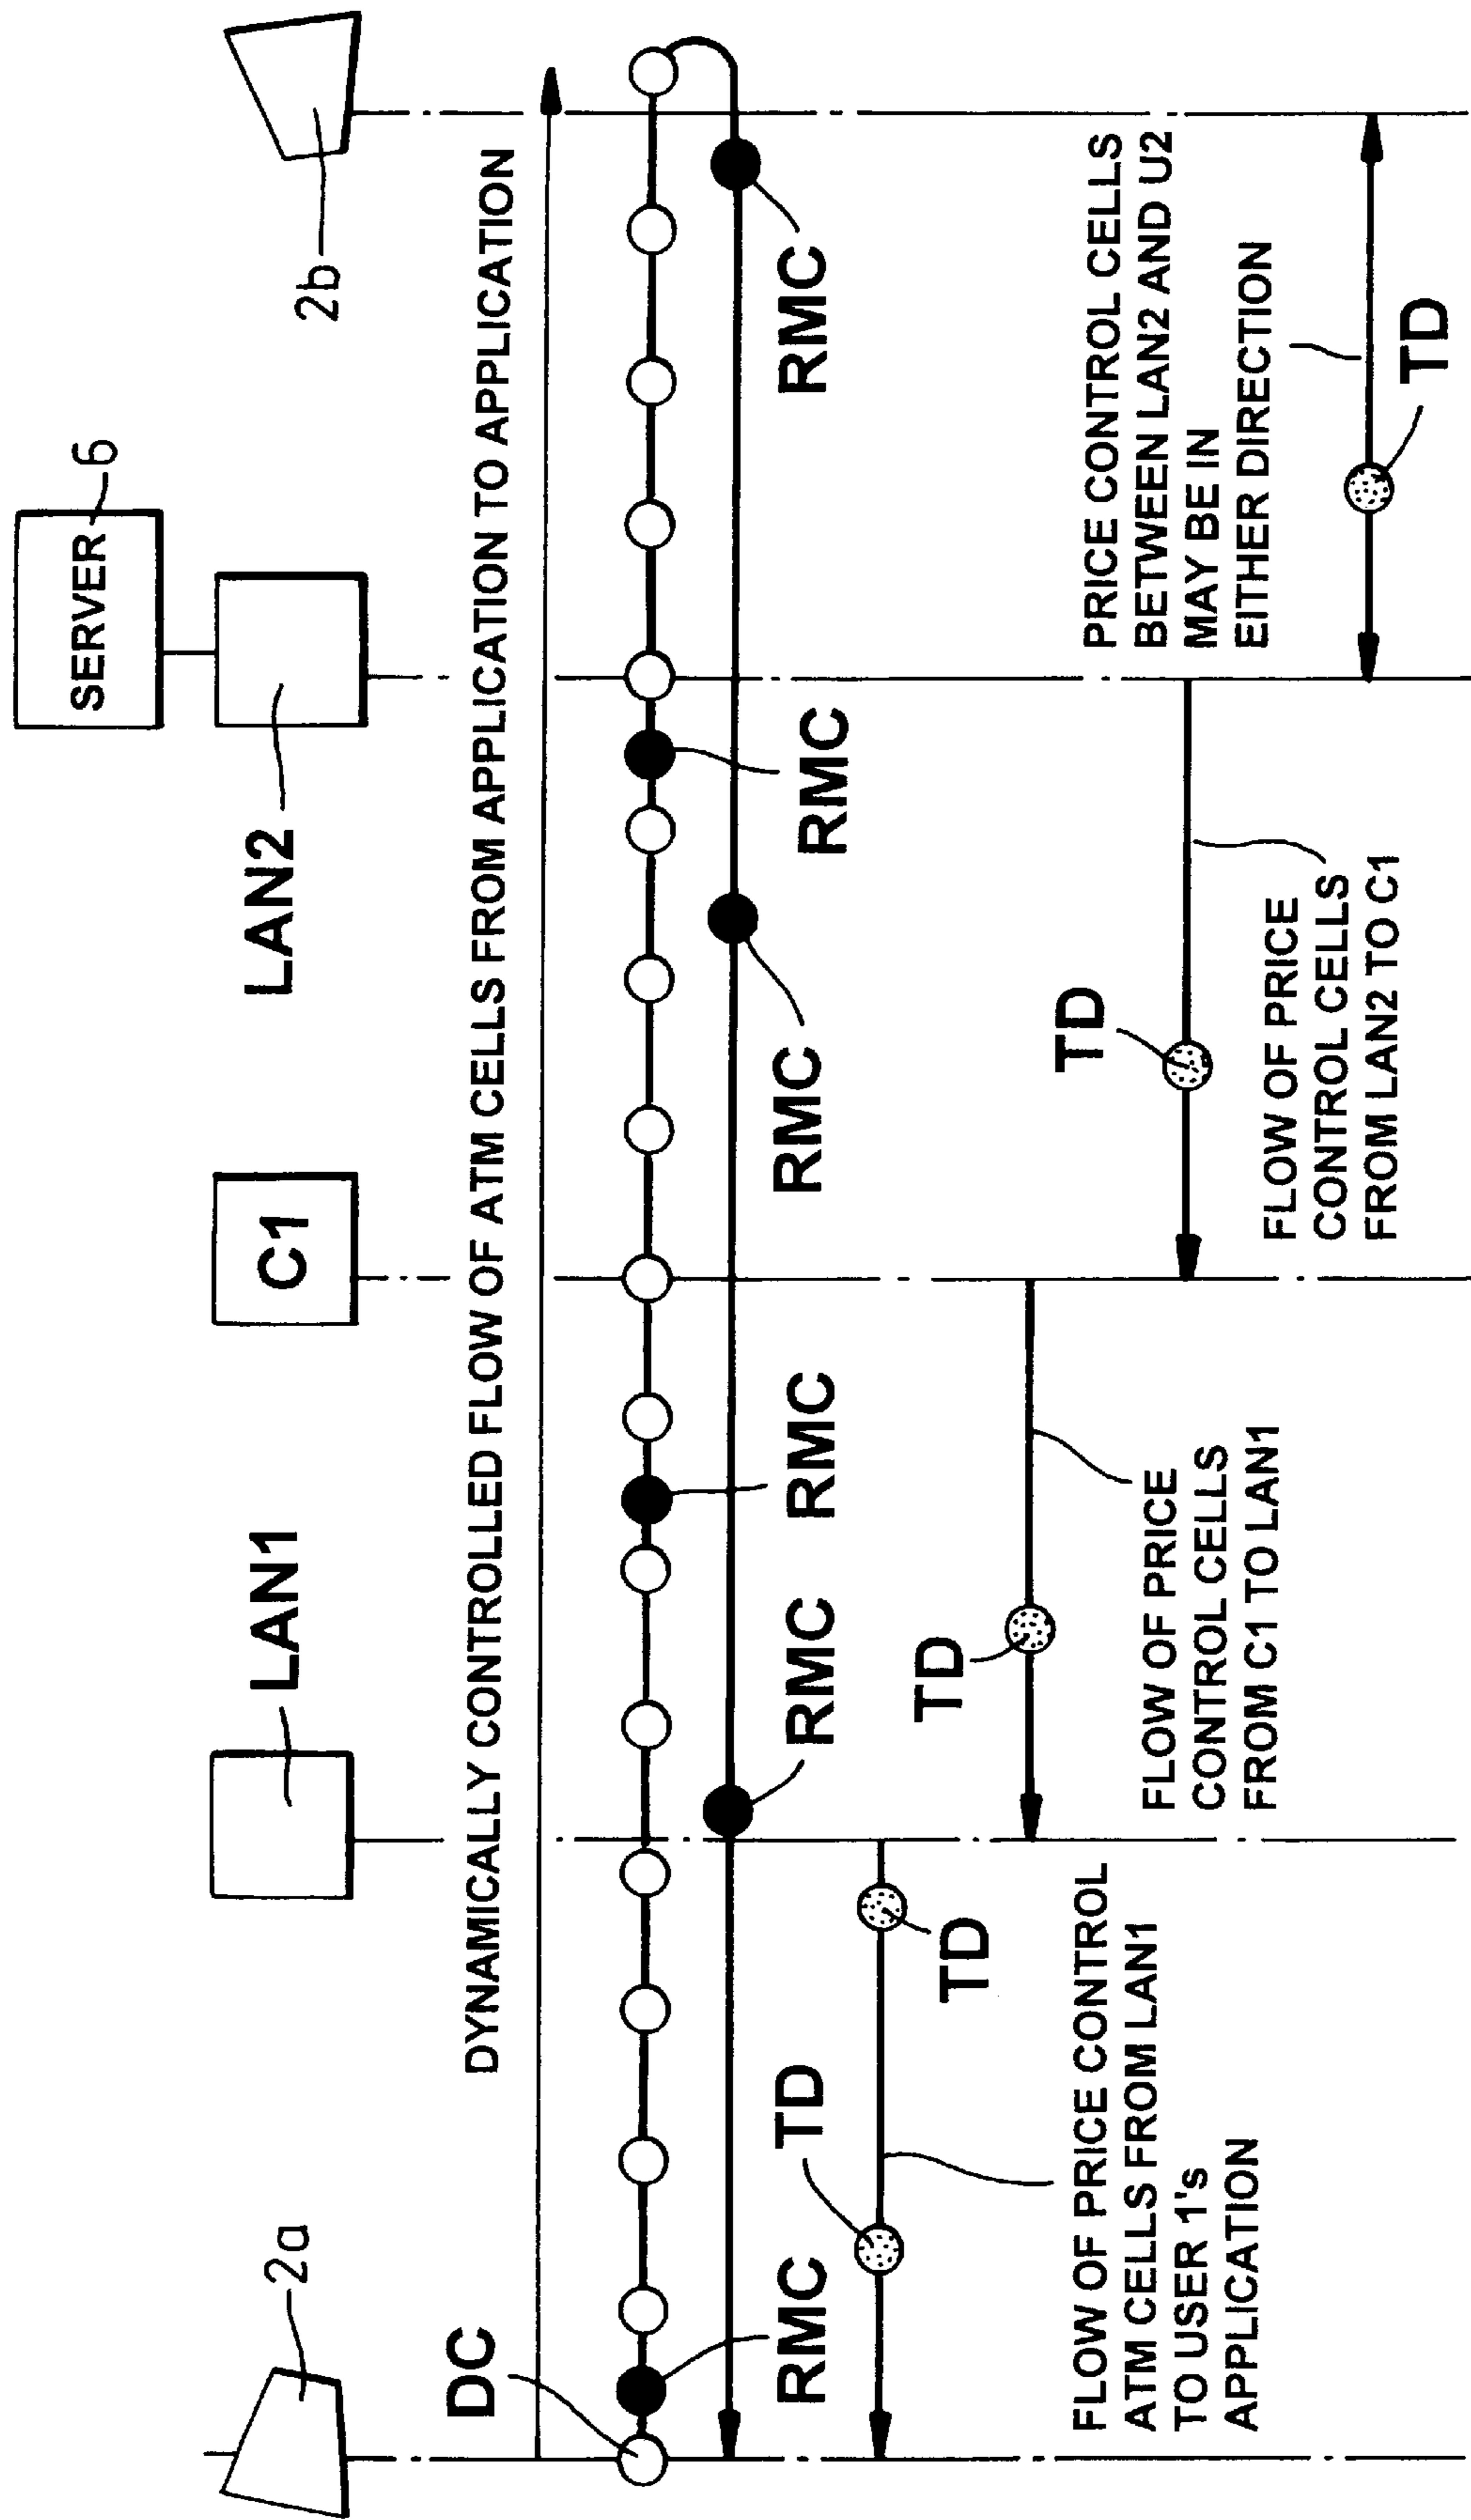 SERVER
6
2a
LAN1
C1
LAN2
2b
DC
DYNAMICALLY CONTROLLED FLOW OF ATM CELLS FROM APPLICATION TO APPLICATION
RMC
TD
RMC
RMC
RMC
RMC
RMC
TD
TD
TD
TD
FLOW OF PRICE CONTROL
ATM CELLS FROM LAN1
TO USER 1's
APPLICATION
FLOW OF PRICE
CONTROL CELLS
FROM C1 TO LAN1
FLOW OF PRICE
CONTROL CELLS
FROM LAN2 TO C1
PRICE CONTROL CELLS
BETWEEN LAN2 AND U2
MAY BE IN
EITHER DIRECTION